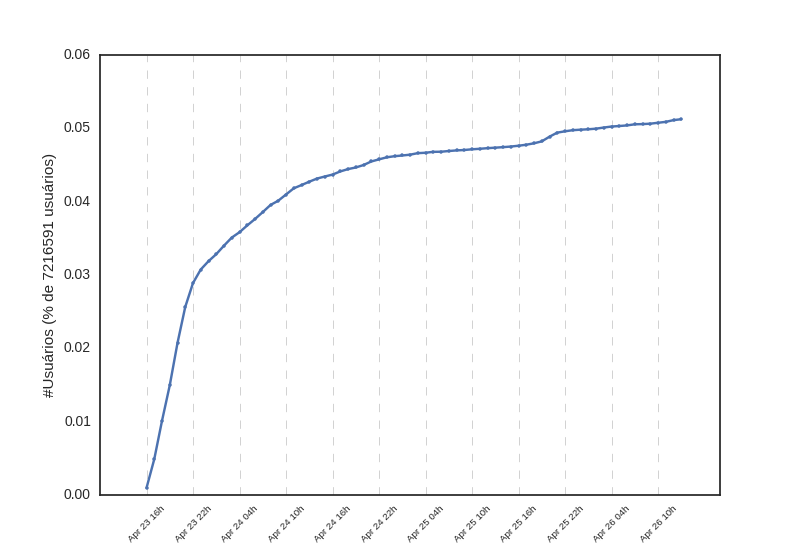 0.06
0.05
0.04
0.03
0.02
0.01
0.00
#Usuários (% de 7216591 usuários)
Apr 23 16h
Apr 23 22h
Apr 24 04h
Apr 24 10h
Apr 24 16h
Apr 24 22h
Apr 25 04h
Apr 25 10h
Apr 25 16h
Apr 25 22h
Apr 26 04h
Apr 26 10h